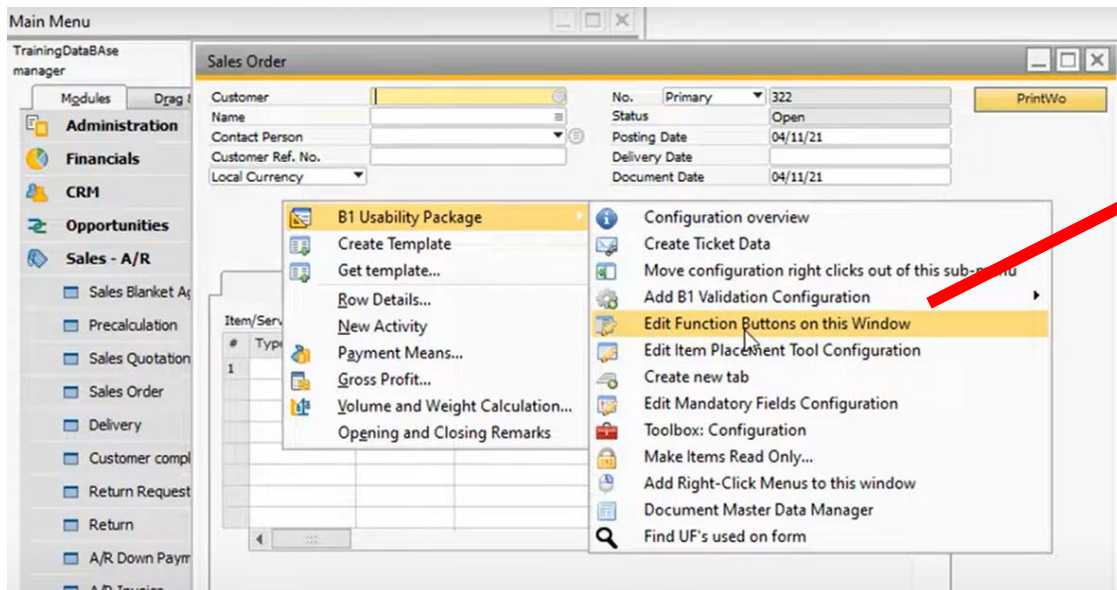 Main Menu
TrainingDataBAse
manager
Modules
Drag
Administration
Financials
CRM
Opportunities
Sales - A/R
Sales Blanket
Precalculation
Sales Quotation
Sales Order
Delivery
Customer
Return Request
Return
A/R Down
Sales Order
Customer
Name
Contact Person
Customer Ref. No.
Local Currency
No. Primary 322
Status Open
Posting Date 04/11/21
Delivery Date
Document Date 04/11/21
PrintWo
# 
1
B1 Usability Package
Create Template
Get template...
Row Details...
New Activity
Payment Means...
Gross Profit...
Volume and Weight Calculation...
Opening and Closing Remarks
Configuration overview
Create Ticket Data
Move configuration right clicks out of this sub-menu
Add B1 Validation Configuration
Edit Function Buttons on this Window
Edit Item Placement Tool Configuration
Create new tab
Edit Mandatory Fields Configuration
Toolbox: Configuration
Make Items Read Only...
Add Right-Click Menus to this window
Document Master Data Manager
Find UF's used on form